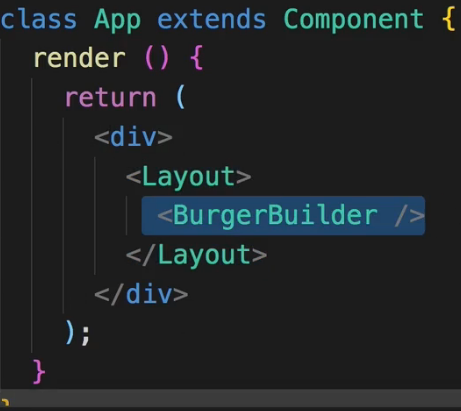 class App extends Component {
render () {
return (
<div>
<Layout>
<BurgerBuilder />
</Layout>
</div>
);
}
}